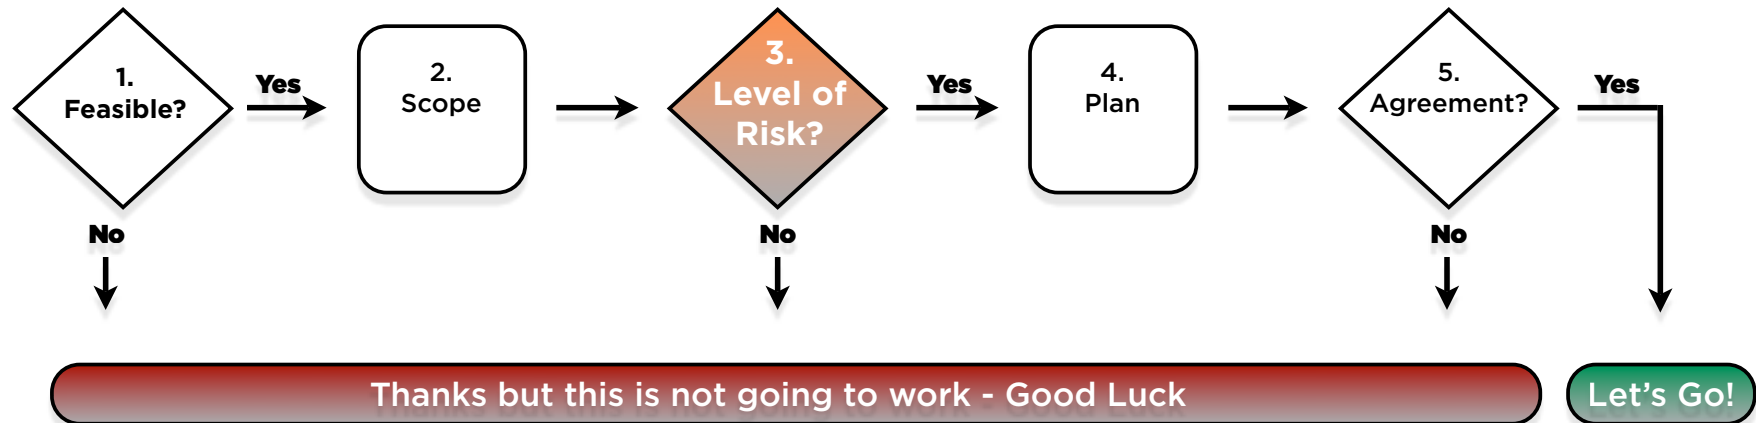 1.
Feasible?
Yes
2.
Scope
3.
Level of
Risk?
Yes
4.
Plan
5.
Agreement?
Yes
No
No
No
Thanks but this is not going to work - Good Luck
Let's Go!